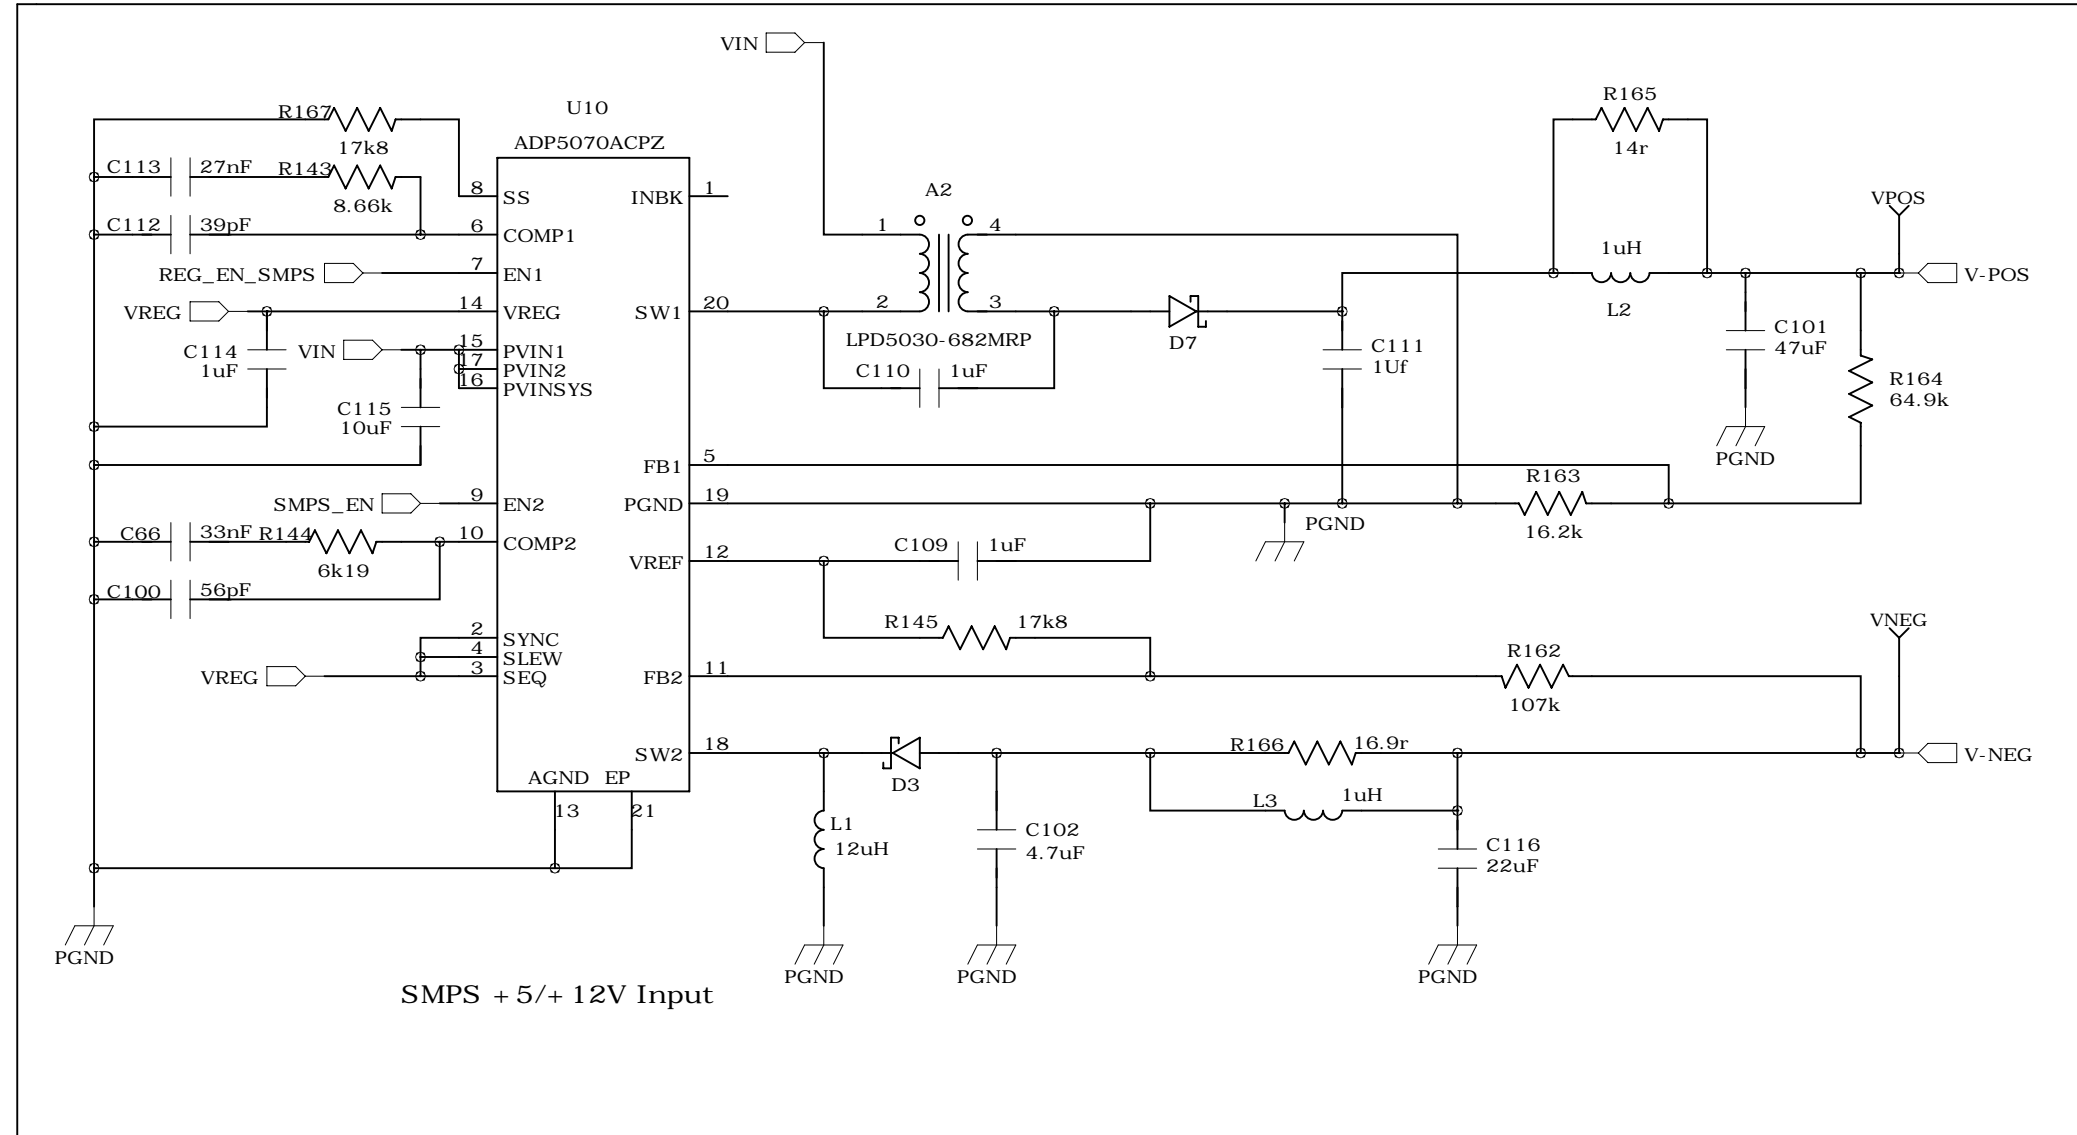 VIN
R165
14r
U10
ADP5070ACPZ
R167
17k8
C113
27nF
R143
8.66k
C112
39pF
8
SS
6
COMP1
REG_EN_SMPS
7
EN1
VREG
14
VREG
C114
1uF
VIN
15
PVIN1
17
PVIN2
16
PVINSYS
C115
10uF
SMPS_EN
9
EN2
C66
33nF
R144
6k19
10
COMP2
C100
56pF
2
SYNC
4
SLEW
3
SEQ
VREG
AGND
EP
13
21
INBK
1
SW1
20
A2
1
4
2
3
LPD5030-682MRP
C110
1uF
D7
C111
1Uf
1uH
L2
VPOS
V-POS
C101
47uF
PGND
R164
64.9k
FB1
5
R163
16.2k
PGND
19
PGND
VREF
12
C109
1uF
R145
17k8
FB2
11
R162
107k
VNEG
SW2
18
D3
R166
16.9r
V-NEG
L3
1uH
L1
12uH
C102
4.7uF
C116
22uF
PGND
PGND
PGND
PGND
SMPS +5/+12V Input